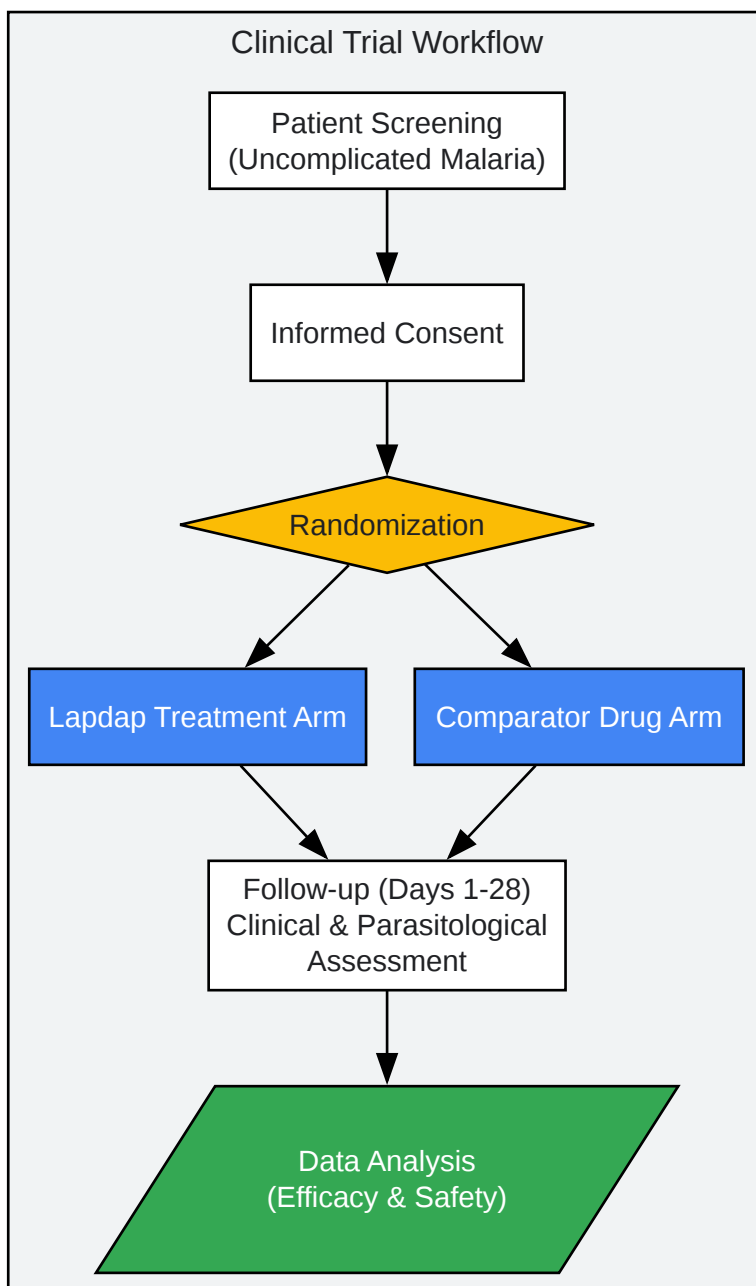 Clinical Trial Workflow
Patient Screening
(Uncomplicated Malaria)
Informed Consent
Randomization
Lapdap Treatment Arm
Comparator Drug Arm
Follow-up (Days 1-28)
Clinical & Parasitological
Assessment
Data Analysis
(Efficacy & Safety)